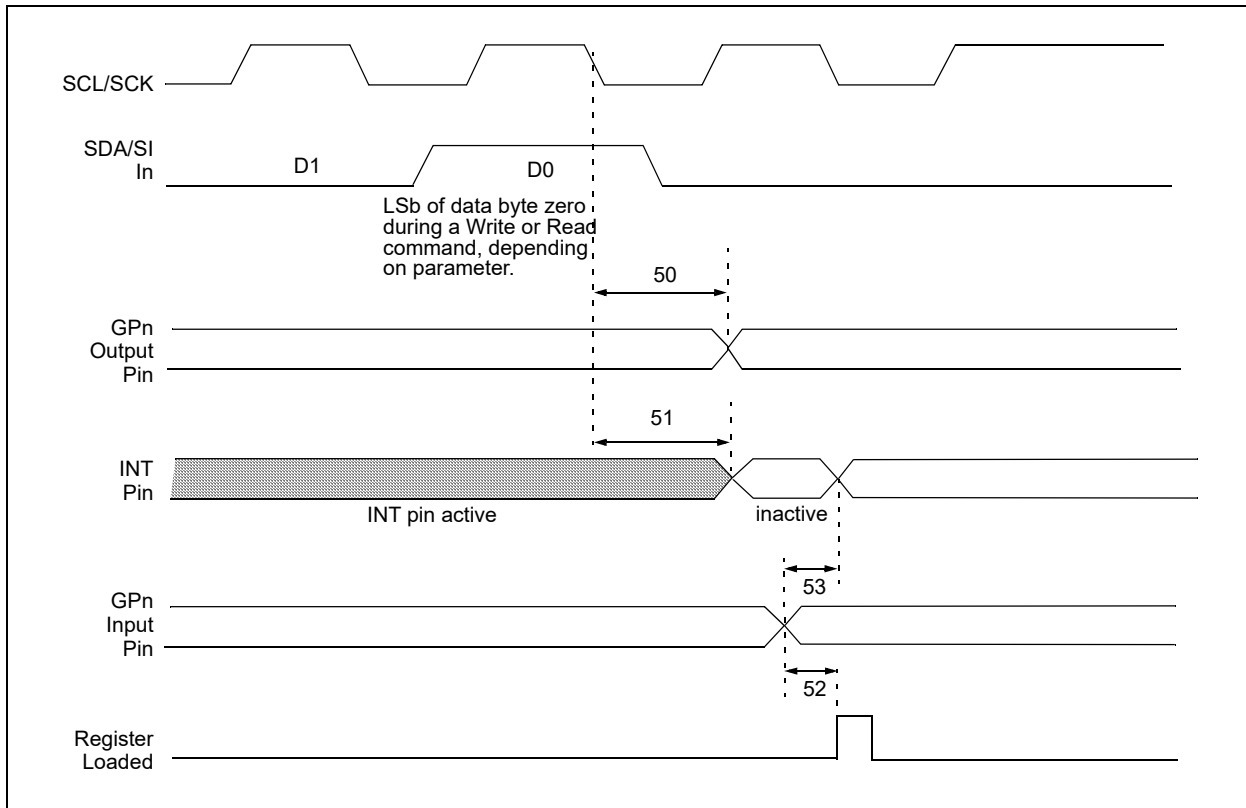 SCL/SCK
SDA/SI
In
D1
D0
LSb of data byte zero
during a Write or Read
command, depending
on parameter.
50
GPn
Output
Pin
51
INT
Pin
INT pin active
inactive
53
GPn
Input
Pin
52
Register
Loaded